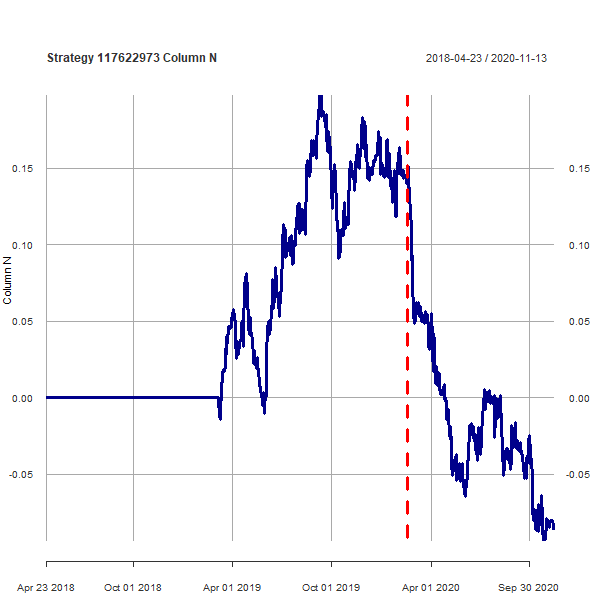 Strategy 117622973 Column N
2018-04-23 / 2020-11-13
Column N
0.15 0.15
0.10 0.10
0.05 0.05
0.00 0.00
-0.05 -0.05
Apr 23 2018 Oct 01 2018 Apr 01 2019 Oct 01 2019 Apr 01 2020 Sep 30 2020